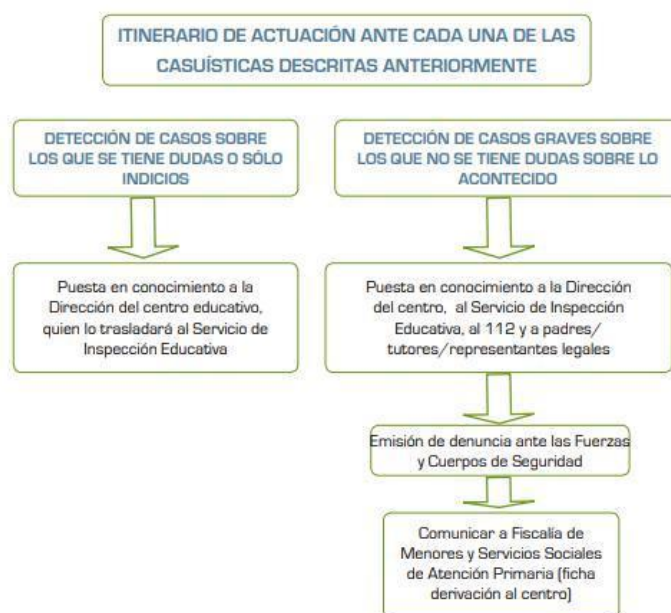 ITINERARIO DE ACTUACIÓN ANTE CADA UNA DE LAS
CASUÍSTICAS DESCRITAS ANTERIORMENTE
DETECCIÓN DE CASOS SOBRE
LOS QUE SE TIENE DUDAS O SÓLO
INDICIOS
Puesta en conocimiento a la
Dirección del centro educativo,
quien lo trasladará al Servicio de
Inspección Educativa
DETECCIÓN DE CASOS GRAVES SOBRE
LOS QUE NO SE TIENE DUDAS SOBRE LO
ACONTECIDO
Puesta en conocimiento a la Dirección
del centro, al Servicio de Inspección
Educativa, al 112 y a padres/
tutores/representantes legales
Emisión de denuncia ante las Fuerzas
y Cuerpos de Seguridad
Comunicar a Fiscalía de
Menores y Servicios Sociales
de Atención Primaria (ficha
derivación al centro)